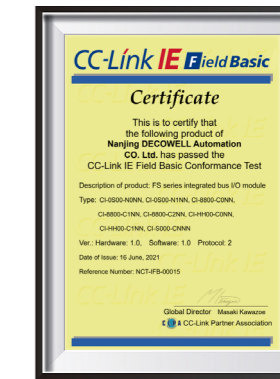 CC-Link IE Field Basic
Certificate
This is to certify that
the following product of
Nanjing DECOWELL Automation
CO. Ltd. has passed the
CC-Link IE Field Basic Conformance Test
Description of product: FS series integrated bus I/O module
Type: CI-0S00-N0NN, CI-0S00-N1NN, CI-8800-C0NN,
CI-8800-C1NN, CI-8800-C2NN, CI-HH00-C0NN,
CI-HH00-C1NN, CI-S000-CNNN
Ver.: Hardware: 1.0, Software: 1.0 Protocol: 2
Date of Issue: 16 June, 2021
Reference Number: NCT-IFB-00015
Global Director Masaki Kawazoe
CC-Link Partner Association